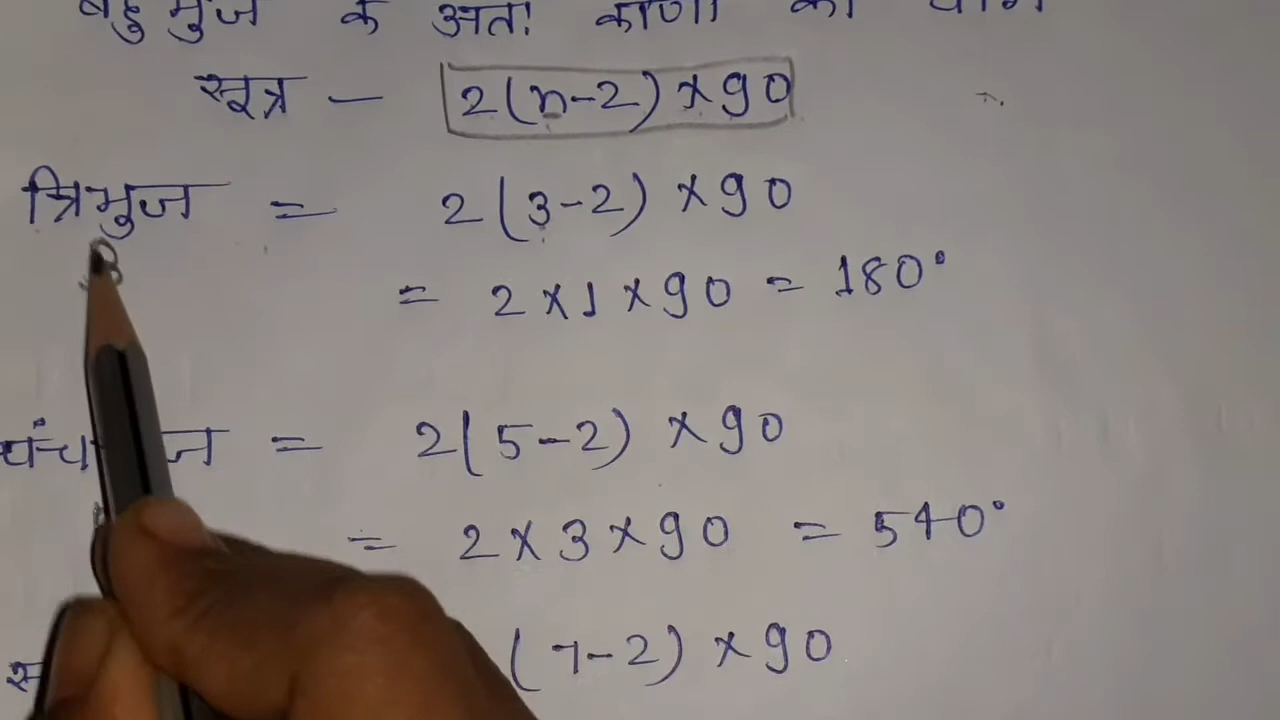 बहुभुज के अंतः कोणों का योग
सूत्र - 2(n-2) × 90
त्रिभुज = 2(3-2) × 90
= 2 × 1 × 90 = 180°
= 2(5-2) × 90
= 2 × 3 × 90 = 540°
(7-2) × 90